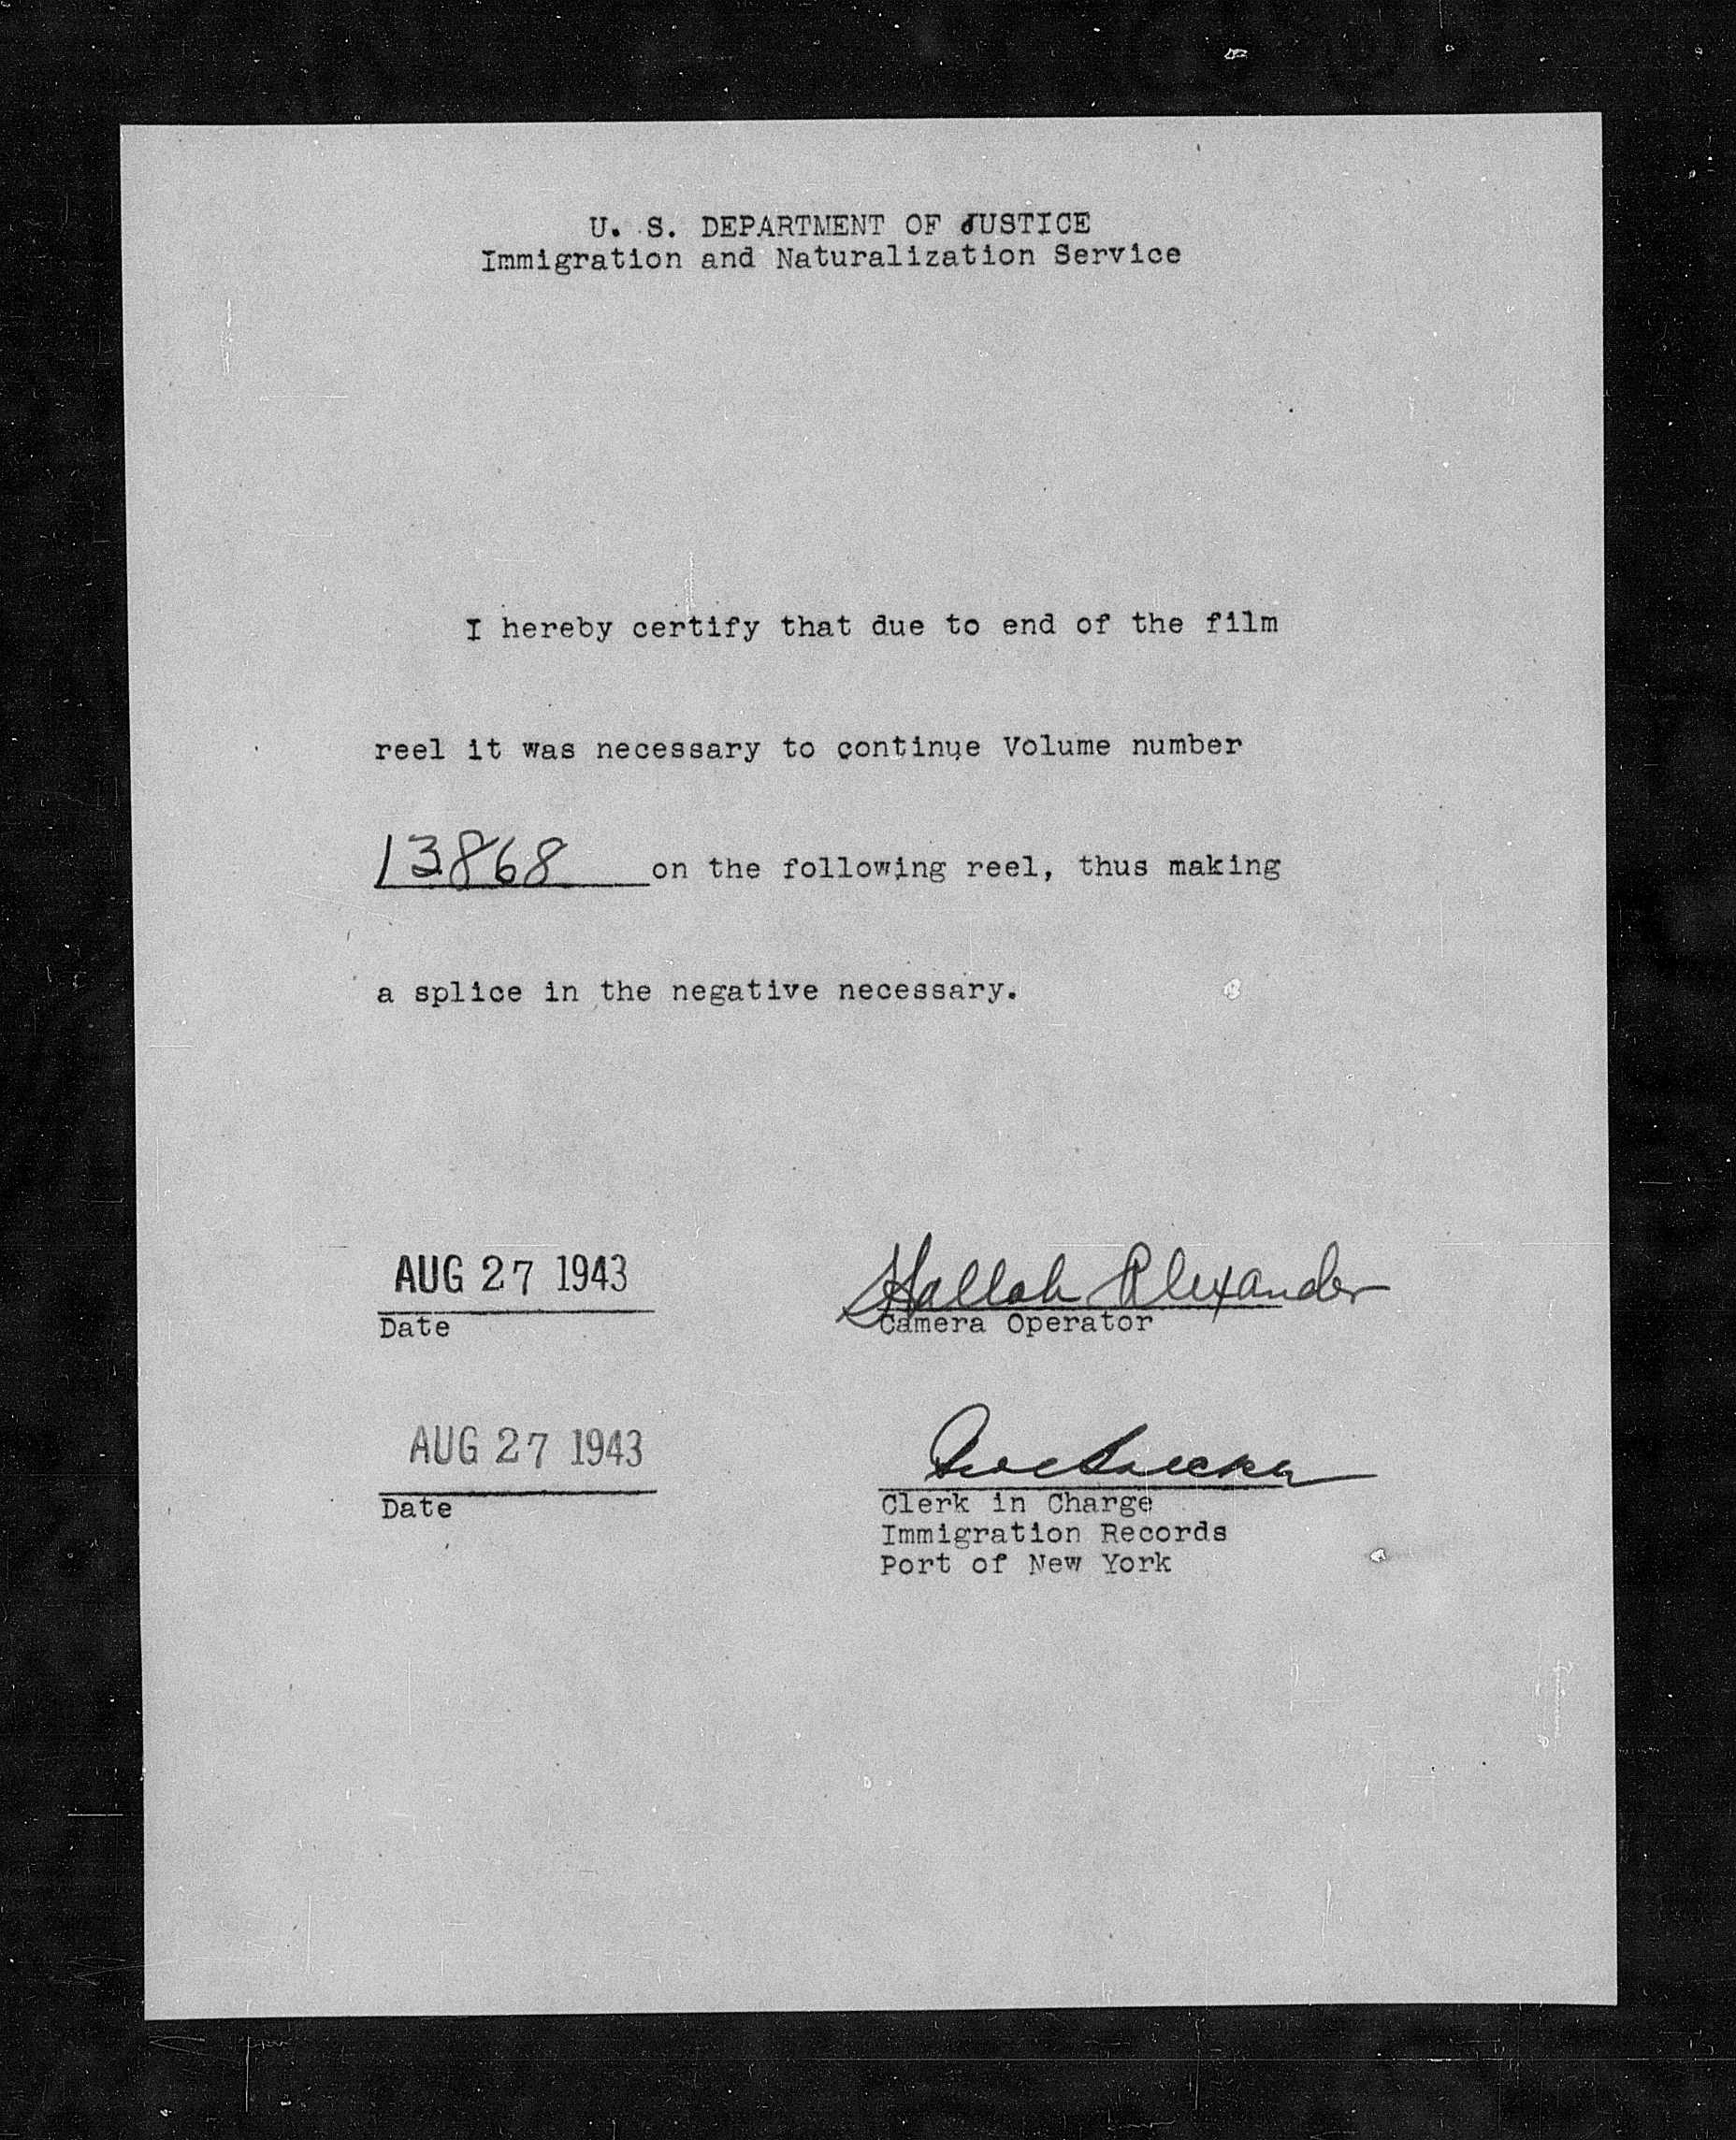 U. S. DEPARTMENT OF JUSTICE
Immigration and Naturalization Service
I hereby certify that due to end of the film
reel it was necessary to continue Volume number
13868 on the following reel, thus making
a splice in the negative necessary.
AUG 27 1943
Date
Hallah Alexander
Camera Operator
AUG 27 1943
Date
Clerk in Charge
Immigration Records
Port of New York